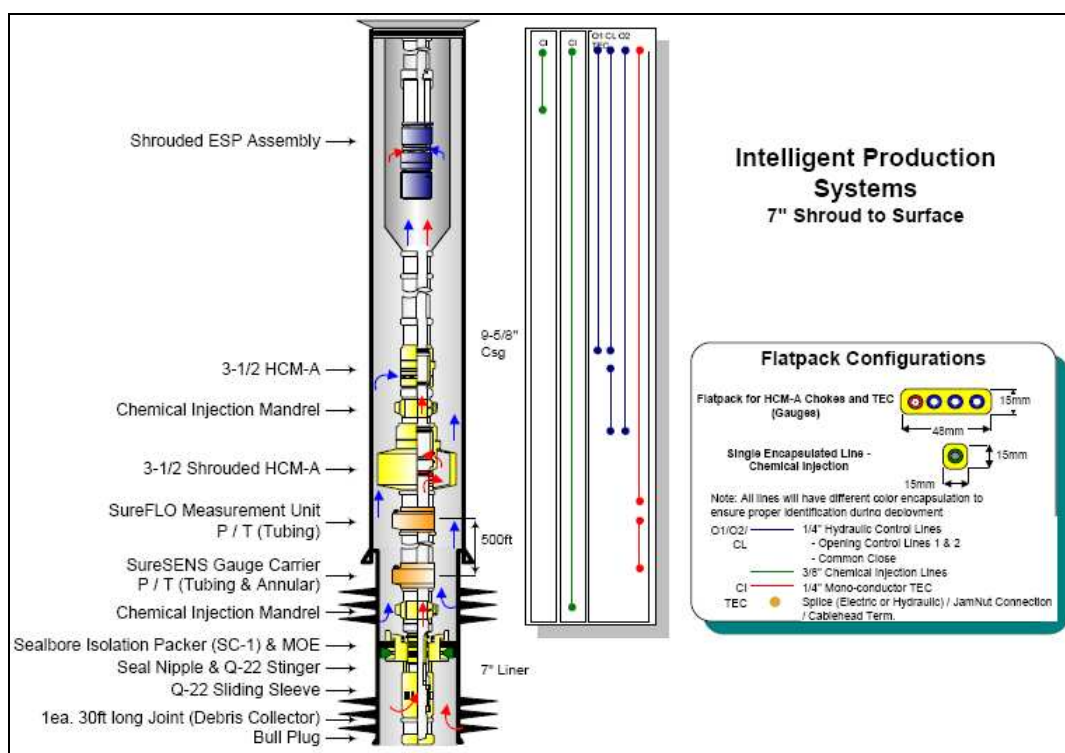 Shrouded ESP Assembly
3-1/2 HCM-A
Chemical Injection Mandrel
3-1/2 Shrouded HCM-A
SureFLO Measurement Unit
P / T (Tubing)
SureSENS Gauge Carrier
P / T (Tubing & Annular)
Chemical Injection Mandrel
Sealbore Isolation Packer (SC-1) & MOE
Seal Nipple & Q-22 Stinger
Q-22 Sliding Sleeve
1ea. 30ft long Joint (Debris Collector)
Bull Plug
500ft
9-5/8"
Csg
7" Liner
CI
CI
O1 CL O2
TEC
Intelligent Production
Systems
7" Shroud to Surface
Flatpack Configurations
Flatpack for HCM-A Chokes and TEC
(Gauges)
15mm
48mm
Single Encapsulated Line -
Chemical Injection
15mm
15mm
Note: All lines will have different color encapsulation to
ensure proper identification during deployment
O1/O2/ 1/4" Hydraulic Control Lines
CL - Opening Control Lines 1 & 2
- Common Close
3/8" Chemical Injection Lines
CI 1/4" Mono-conductor TEC
TEC Splice (Electric or Hydraulic) / JamNut Connection
/ Cablehead Term.